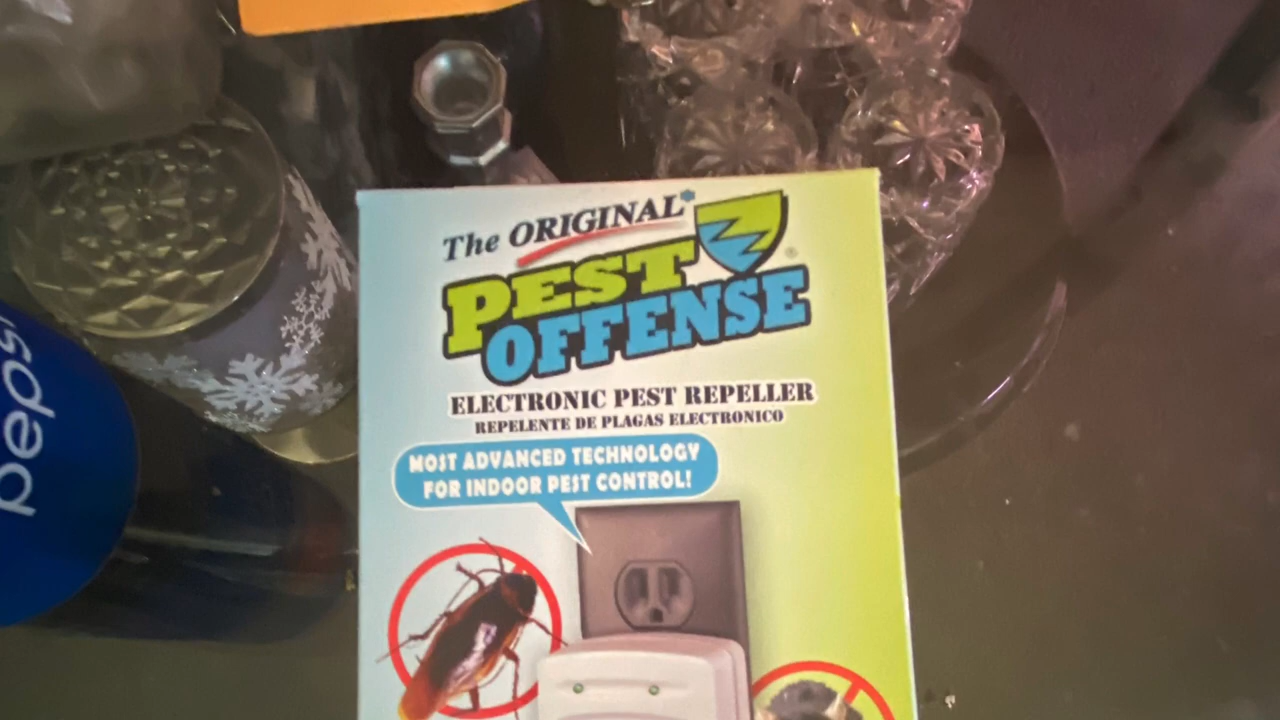 The ORIGINAL*
PEST
OFFENSE®
ELECTRONIC PEST REPELLER
REPELENTE DE PLAGAS ELECTRONICO
MOST ADVANCED TECHNOLOGY
FOR INDOOR PEST CONTROL!
pepsi